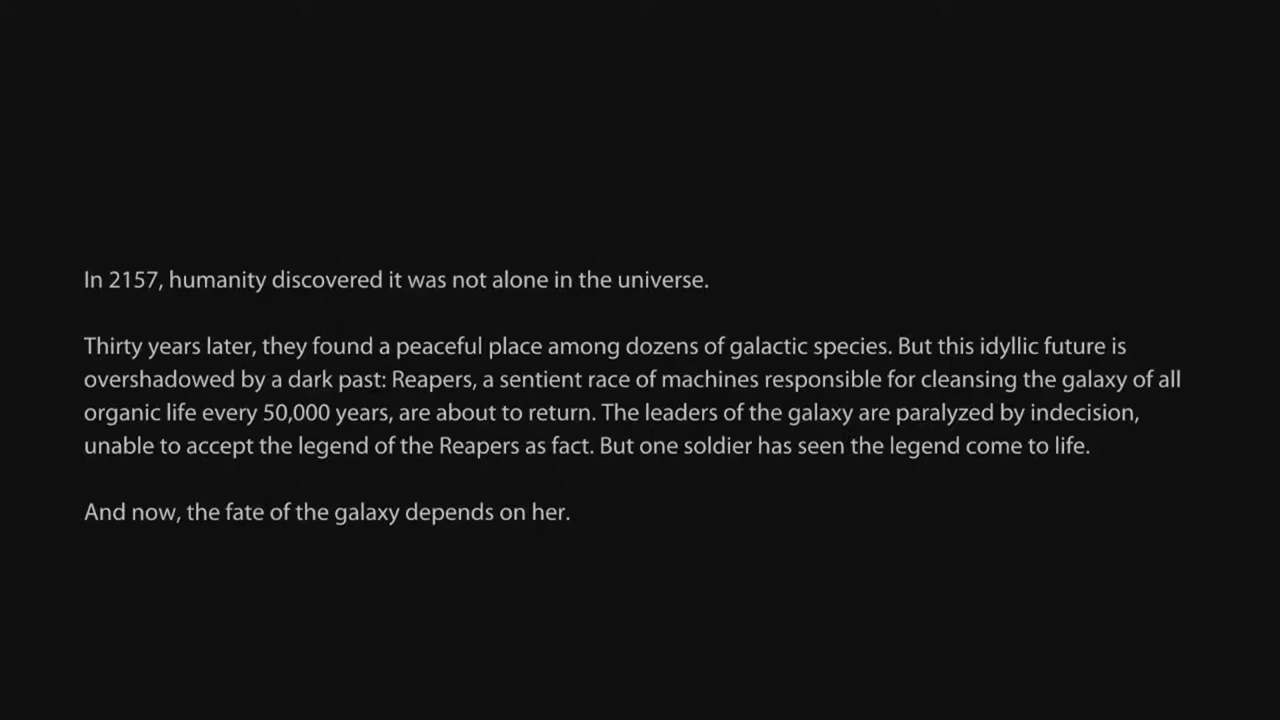 In 2157, humanity discovered it was not alone in the universe.
Thirty years later, they found a peaceful place among dozens of galactic species. But this idyllic future is
overshadowed by a dark past: Reapers, a sentient race of machines responsible for cleansing the galaxy of all
organic life every 50,000 years, are about to return. The leaders of the galaxy are paralyzed by indecision,
unable to accept the legend of the Reapers as fact. But one soldier has seen the legend come to life.
And now, the fate of the galaxy depends on her.